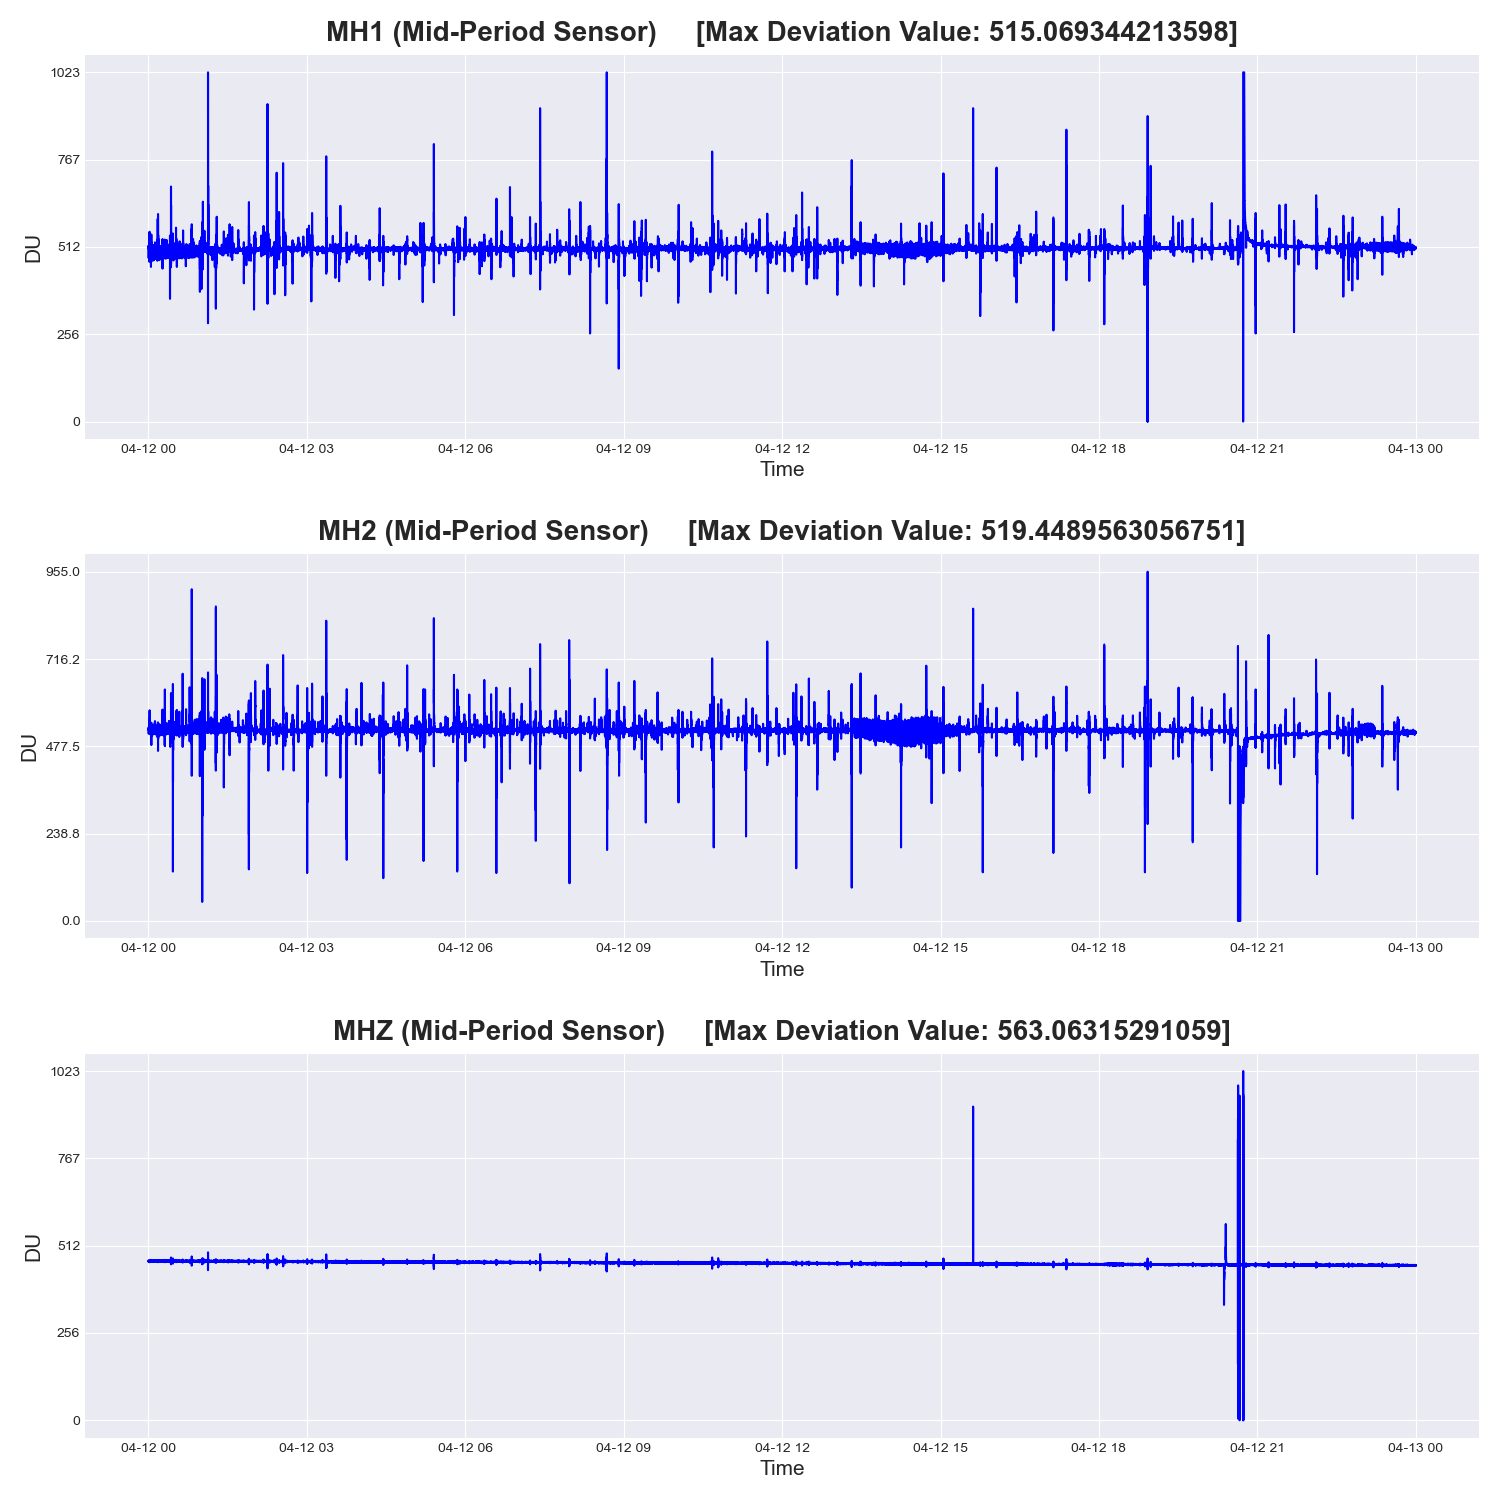 MH1 (Mid-Period Sensor) [Max Deviation Value: 515.069344213598]
1023
767
512
256
0
DU
04-12 00 04-12 03 04-12 06 04-12 09 04-12 12 04-12 15 04-12 18 04-12 21 04-13 00
Time
MH2 (Mid-Period Sensor) [Max Deviation Value: 519.4489563056751]
955.0
716.2
477.5
238.8
0.0
DU
04-12 00 04-12 03 04-12 06 04-12 09 04-12 12 04-12 15 04-12 18 04-12 21 04-13 00
Time
MHZ (Mid-Period Sensor) [Max Deviation Value: 563.06315291059]
1023
767
512
256
0
DU
04-12 00 04-12 03 04-12 06 04-12 09 04-12 12 04-12 15 04-12 18 04-12 21 04-13 00
Time